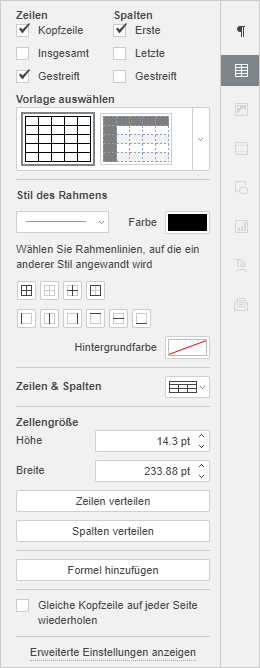 Zeilen Spalten
Kopfzeile Erste
Insgesamt Letzte
Gestreift Gestreift
Vorlage auswählen
Stil des Rahmens
Farbe
Wählen Sie Rahmenlinien, auf die ein
anderer Stil angewandt wird
Hintergrundfarbe
Zeilen & Spalten
Zellengröße
Höhe 14.3 pt
Breite 233.88 pt
Zeilen verteilen
Spalten verteilen
Formel hinzufügen
Gleiche Kopfzeile auf jeder Seite
wiederholen
Erweiterte Einstellungen anzeigen